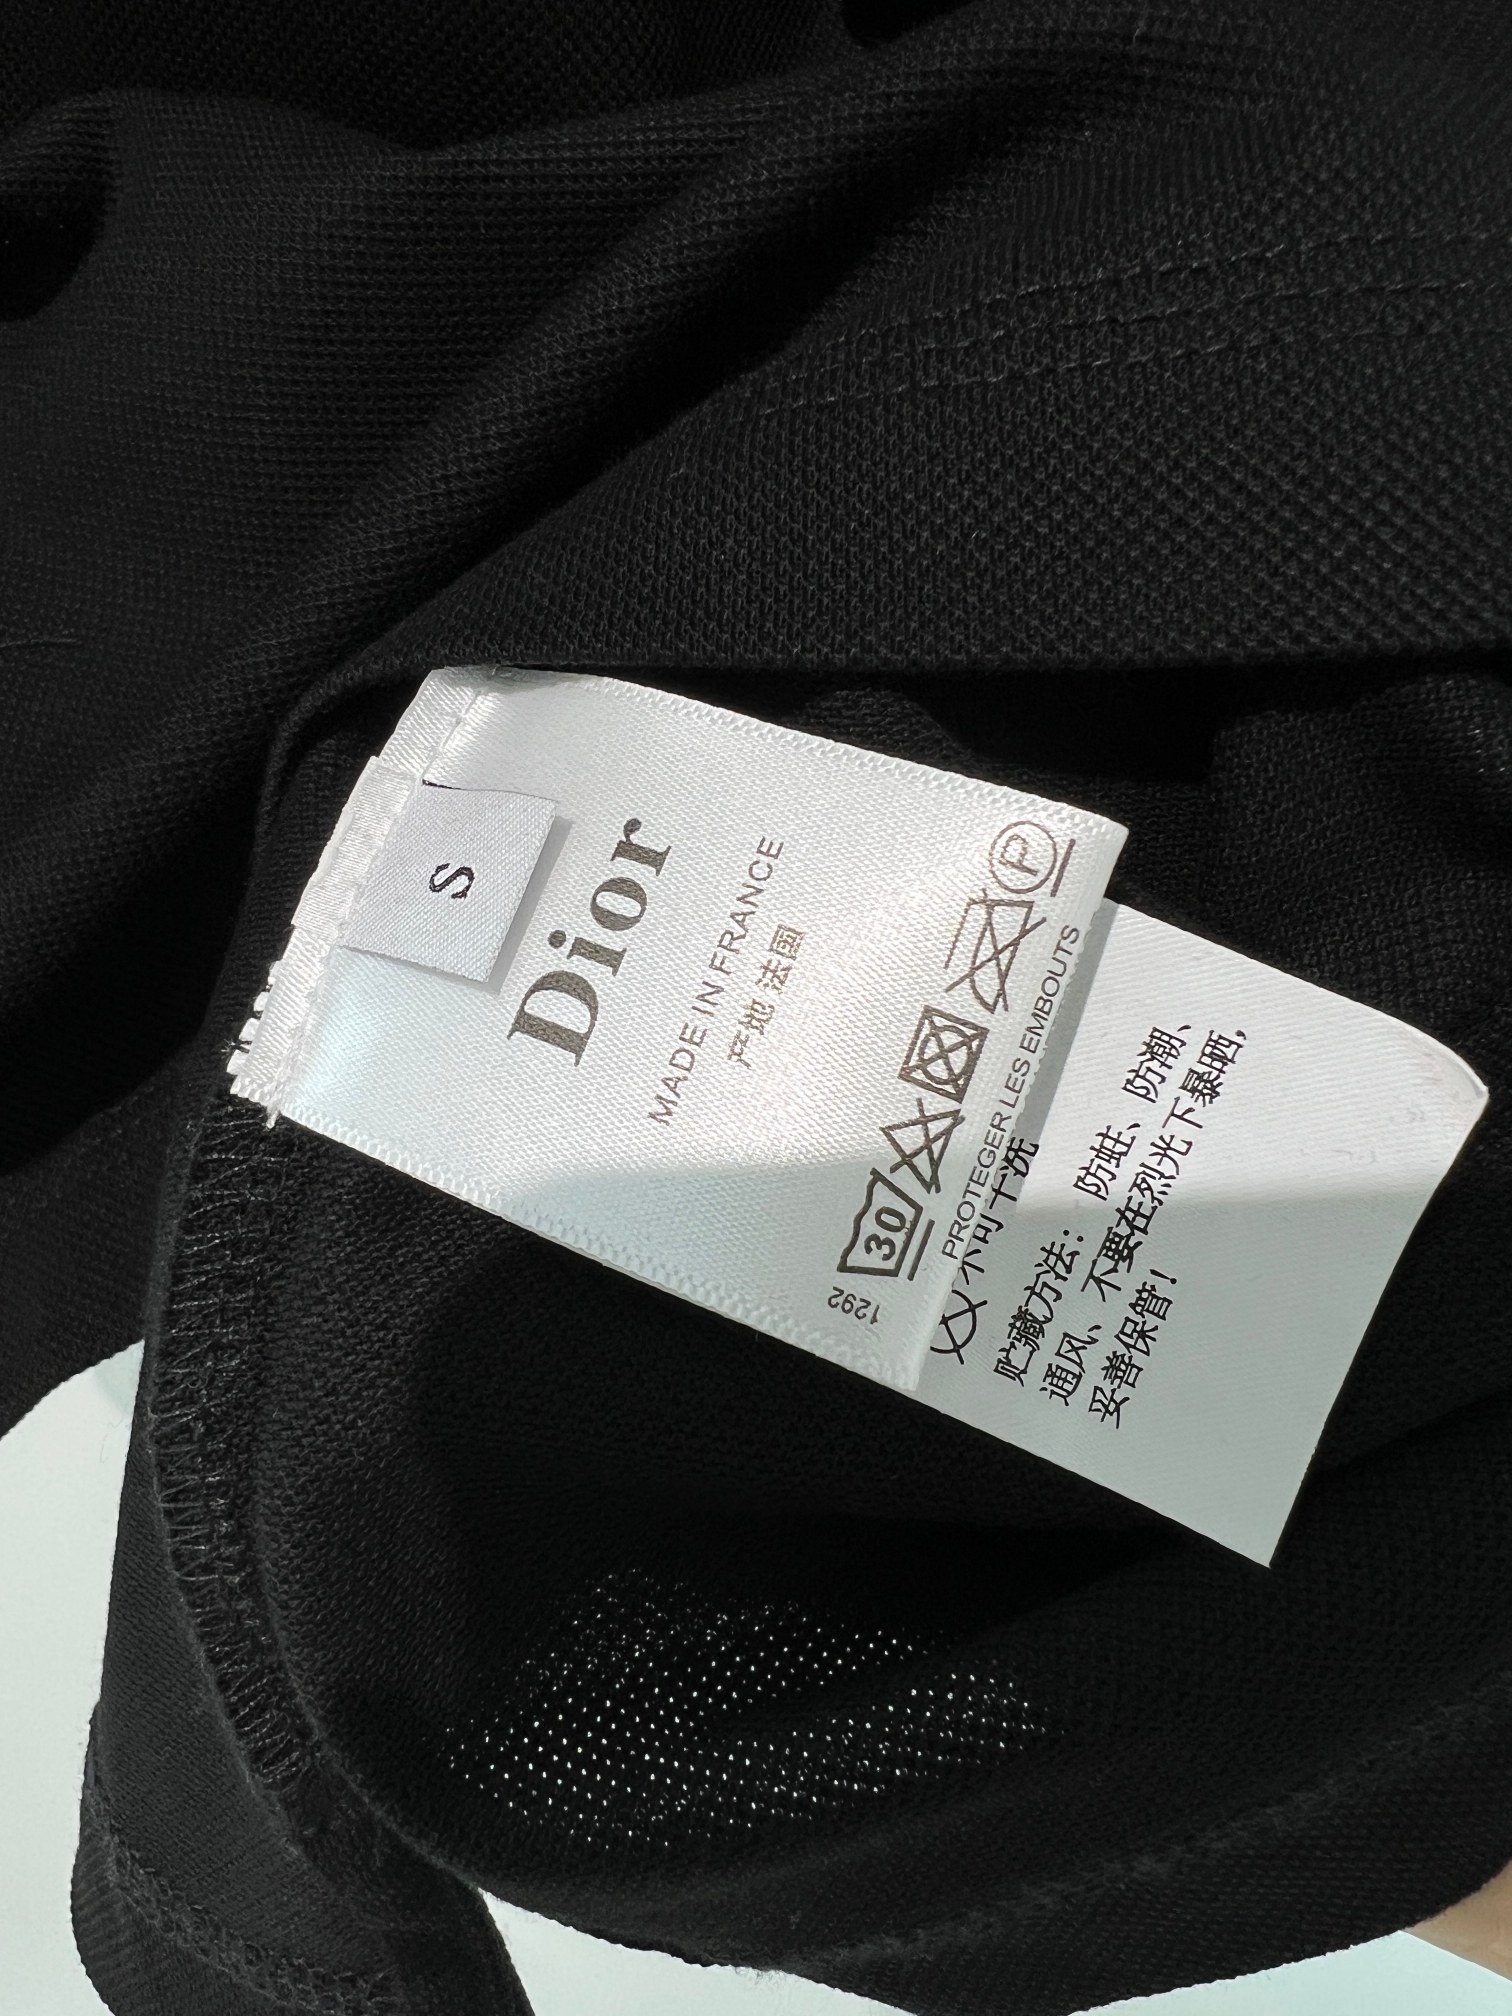 S
Dior
MADE IN FRANCE
产地 法国
P
30
1292
PROTEGER LES EMBOUTS
不可干洗
贮藏方法：防蛀、防潮、
通风、不要在烈光下暴晒,
妥善保管！